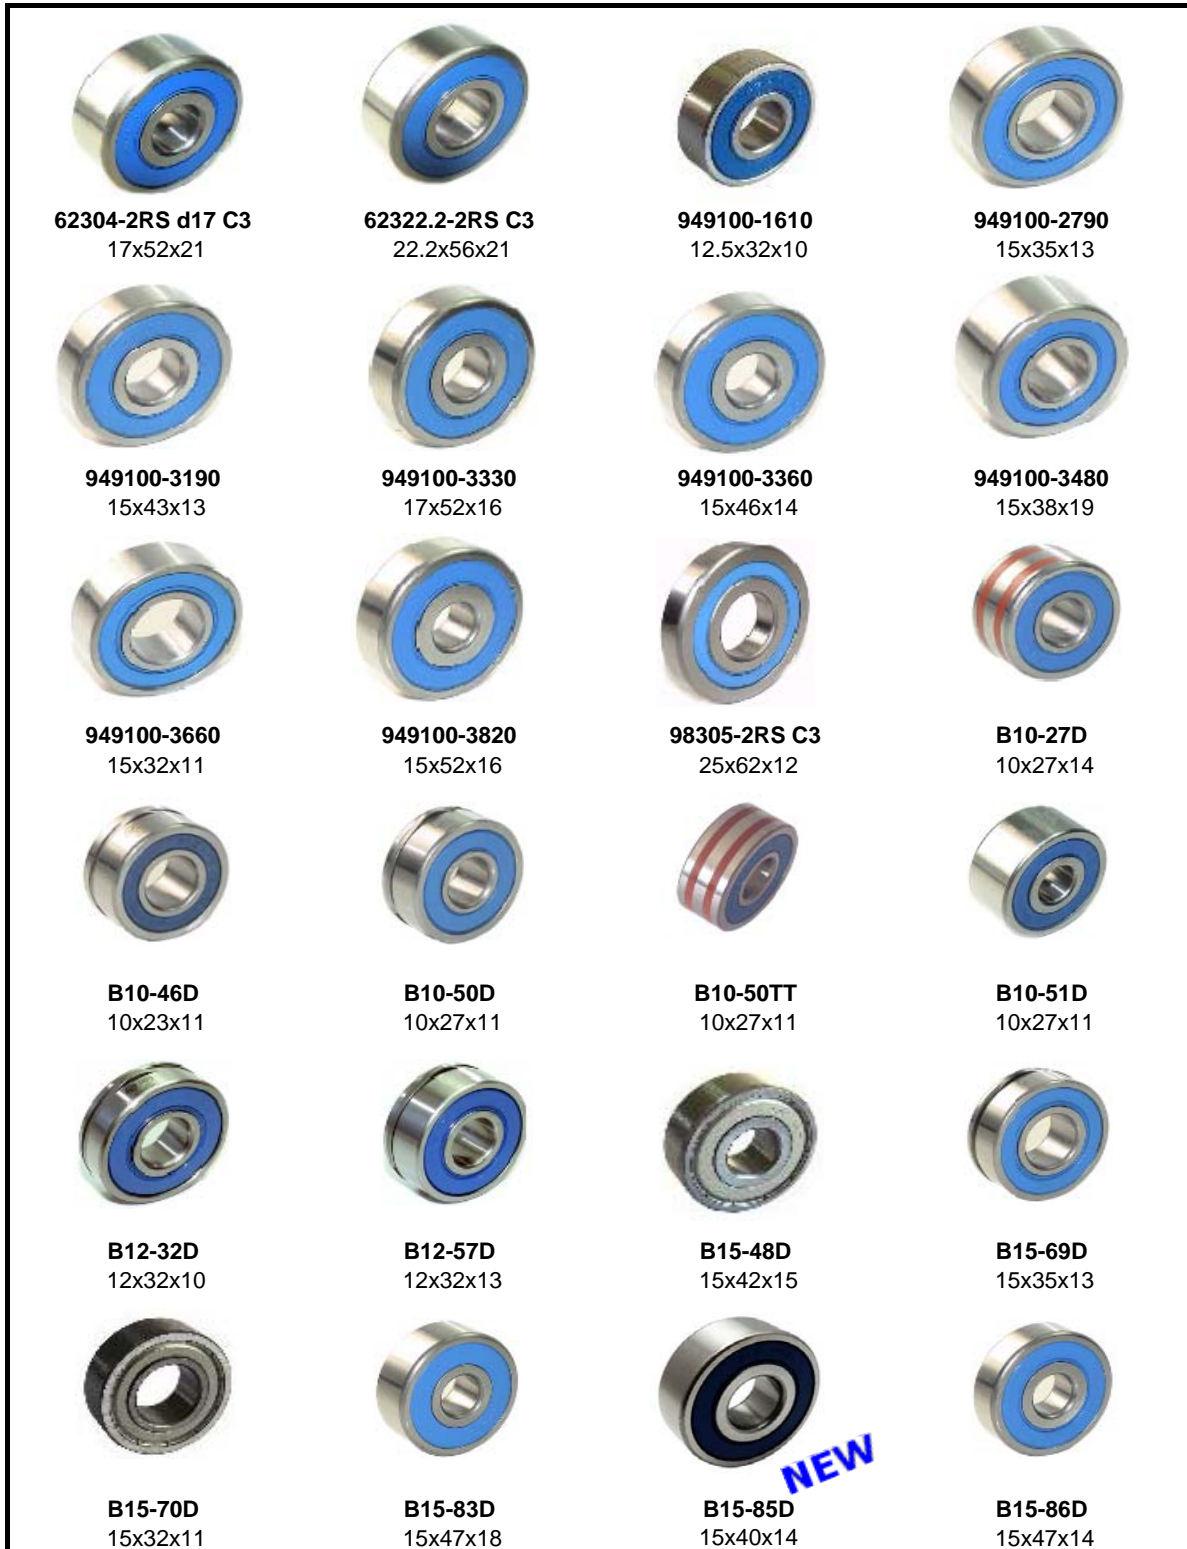 62304-2RS d17 C3
17x52x21
62322.2-2RS C3
22.2x56x21
949100-1610
12.5x32x10
949100-2790
15x35x13
949100-3190
15x43x13
949100-3330
17x52x16
949100-3360
15x46x14
949100-3480
15x38x19
949100-3660
15x32x11
949100-3820
15x52x16
98305-2RS C3
25x62x12
B10-27D
10x27x14
B10-46D
10x23x11
B10-50D
10x27x11
B10-50TT
10x27x11
B10-51D
10x27x11
B12-32D
12x32x10
B12-57D
12x32x13
B15-48D
15x42x15
B15-69D
15x35x13
B15-70D
15x32x11
B15-83D
15x47x18
NEW
B15-85D
15x40x14
B15-86D
15x47x14